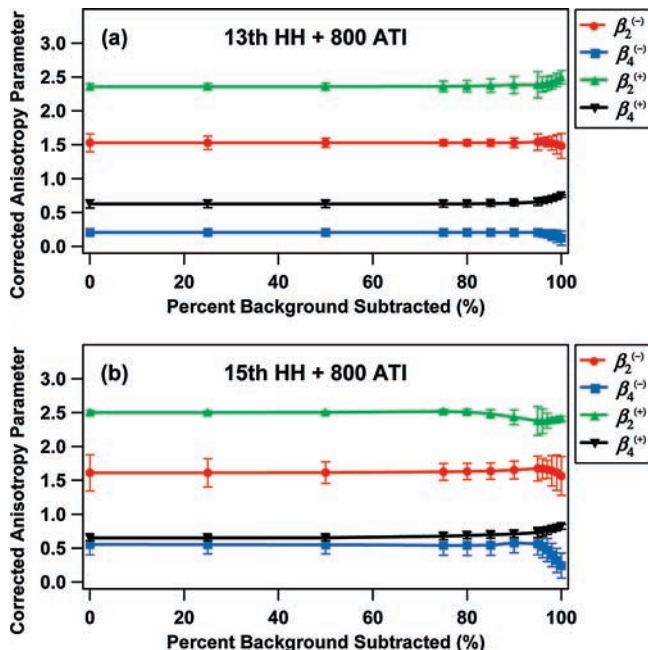 (a) 13th HH + 800 ATI
Corrected Anisotropy Parameter
3.0
2.5
2.0
1.5
1.0
0.5
0.0
0 20 40 60 80 100
Percent Background Subtracted (%)
β₂⁽⁻⁾
β₄⁽⁻⁾
β₂⁽⁺⁾
β₄⁽⁺⁾
(b) 15th HH + 800 ATI
Corrected Anisotropy Parameter
3.0
2.5
2.0
1.5
1.0
0.5
0.0
0 20 40 60 80 100
Percent Background Subtracted (%)
β₂⁽⁻⁾
β₄⁽⁻⁾
β₂⁽⁺⁾
β₄⁽⁺⁾